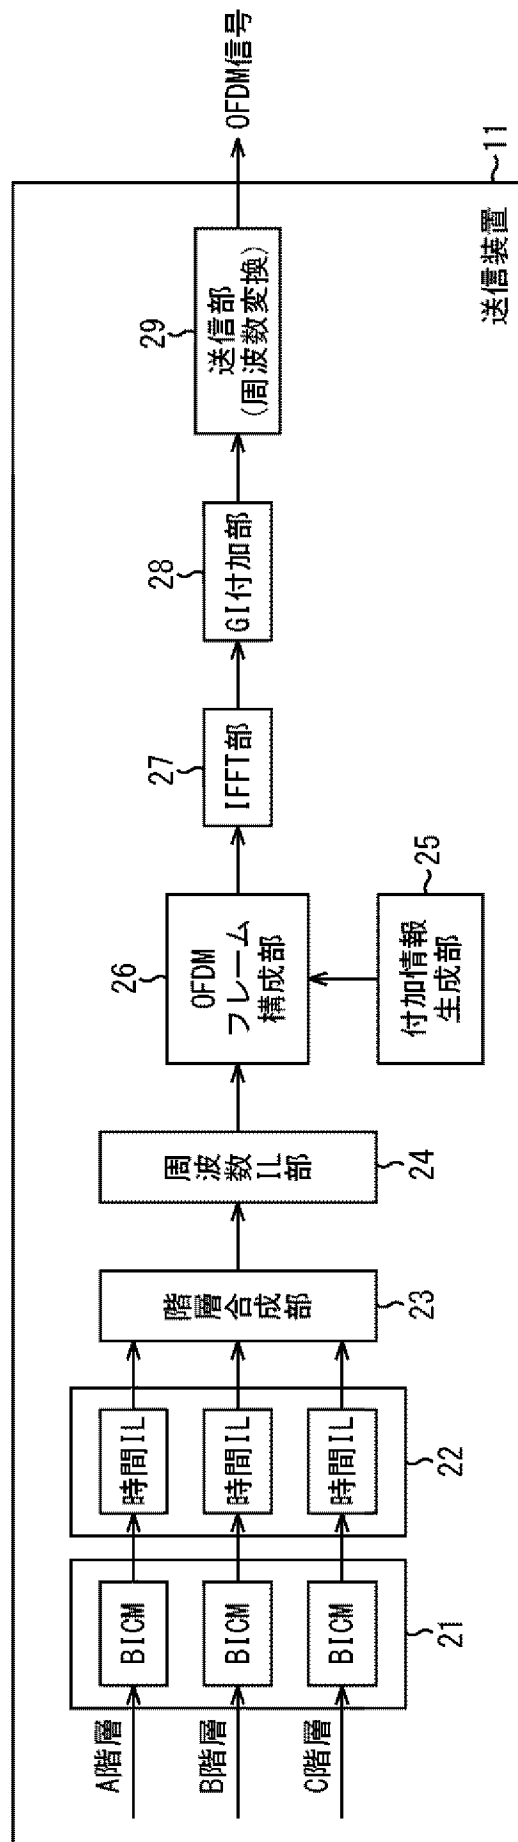 A階層
B階層
C階層
BICM
BICM
BICM
21
時間IL
時間IL
時間IL
22
階層合成部
23
周波数IL部
24
付加情報
生成部
25
26
OFDM
フレーム
構成部
27
IFFT部
28
GI付加部
29
送信部
(周波数変換)
OFDM信号
送信装置
11